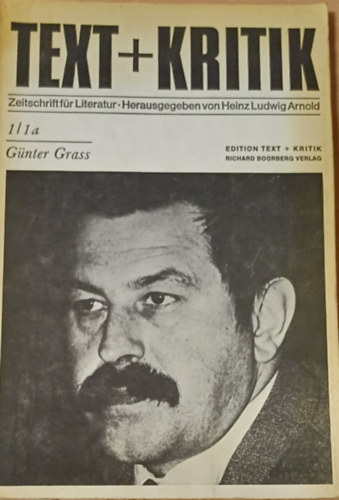 TEXT+KRITIK
Zeitschrift für Literatur · Herausgegeben von Heinz Ludwig Arnold
1/1a
Günter Grass
EDITION TEXT + KRITIK
RICHARD BOORBERG VERLAG